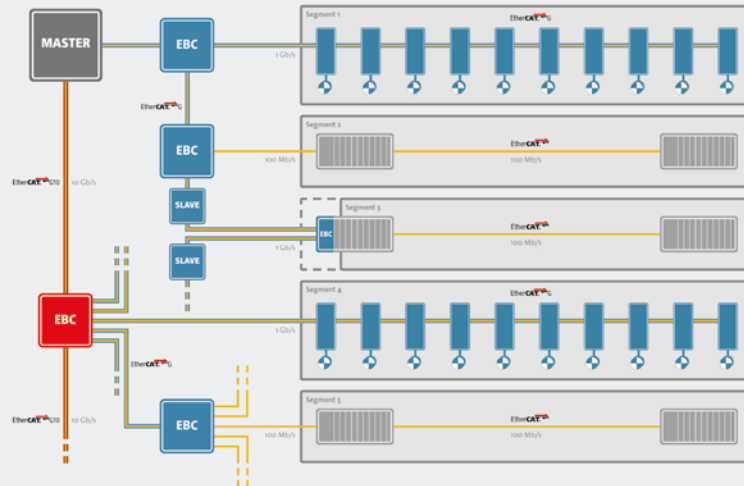 Segment 1
EtherCAT G
MASTER
EBC
1 Gb/s
EtherCAT G
Segment 2
EBC
EtherCAT
100 Mb/s
100 Mb/s
EtherCAT G10 10 Gb/s
SLAVE
Segment 3
EtherCAT
EBC
1 Gb/s
100 Mb/s
SLAVE
Segment 4
EtherCAT G
EBC
1 Gb/s
EtherCAT G
Segment 5
EtherCAT G10 10 Gb/s
EBC
EtherCAT
100 Mb/s
100 Mb/s